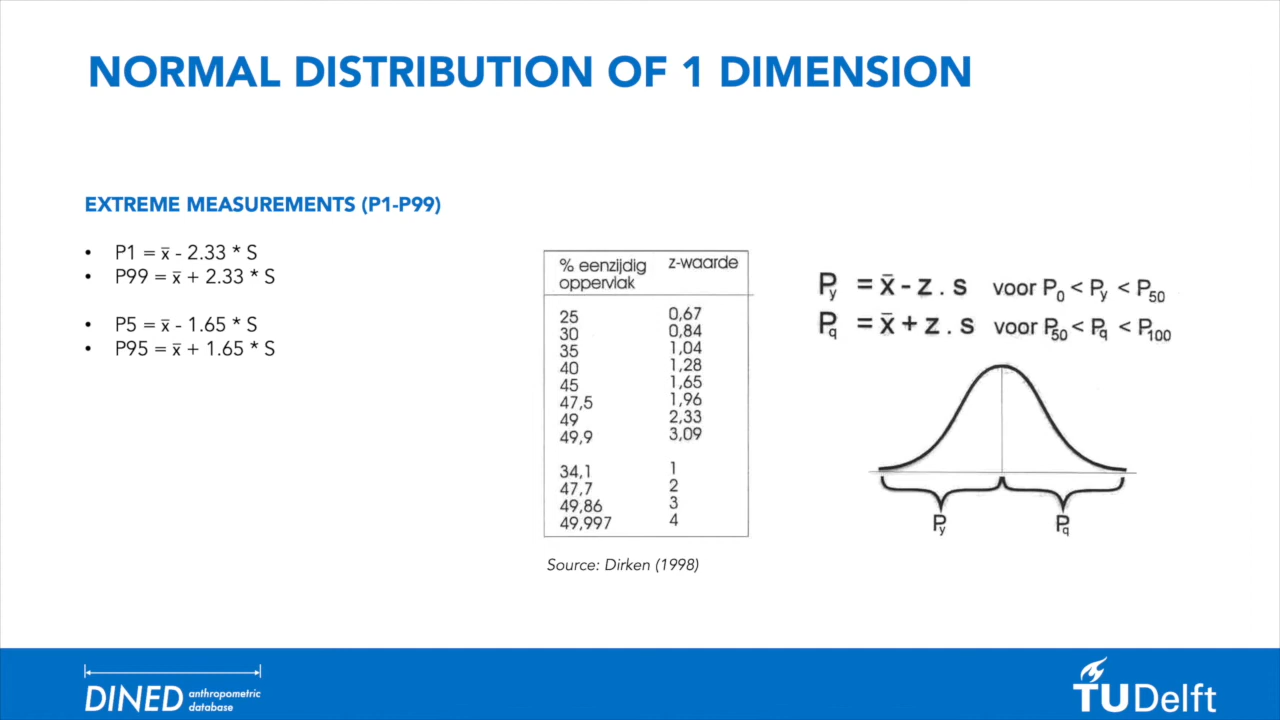 NORMAL DISTRIBUTION OF 1 DIMENSION
EXTREME MEASUREMENTS (P1-P99)
• P1 = x̄ - 2.33 * S
• P99 = x̄ + 2.33 * S
• P5 = x̄ - 1.65 * S
• P95 = x̄ + 1.65 * S
% eenzijdig oppervlak z-waarde
25 0,67
30 0,84
35 1,04
40 1,28
45 1,65
47,5 1,96
49 2,33
49,9 3,09
34,1 1
47,7 2
49,86 3
49,997 4
Source: Dirken (1998)
Py = x̄ - z . s voor P0 < Py < P50
Pq = x̄ + z . s voor P50 < Pq < P100
Py Pq
DINED anthropometric database
TUDelft